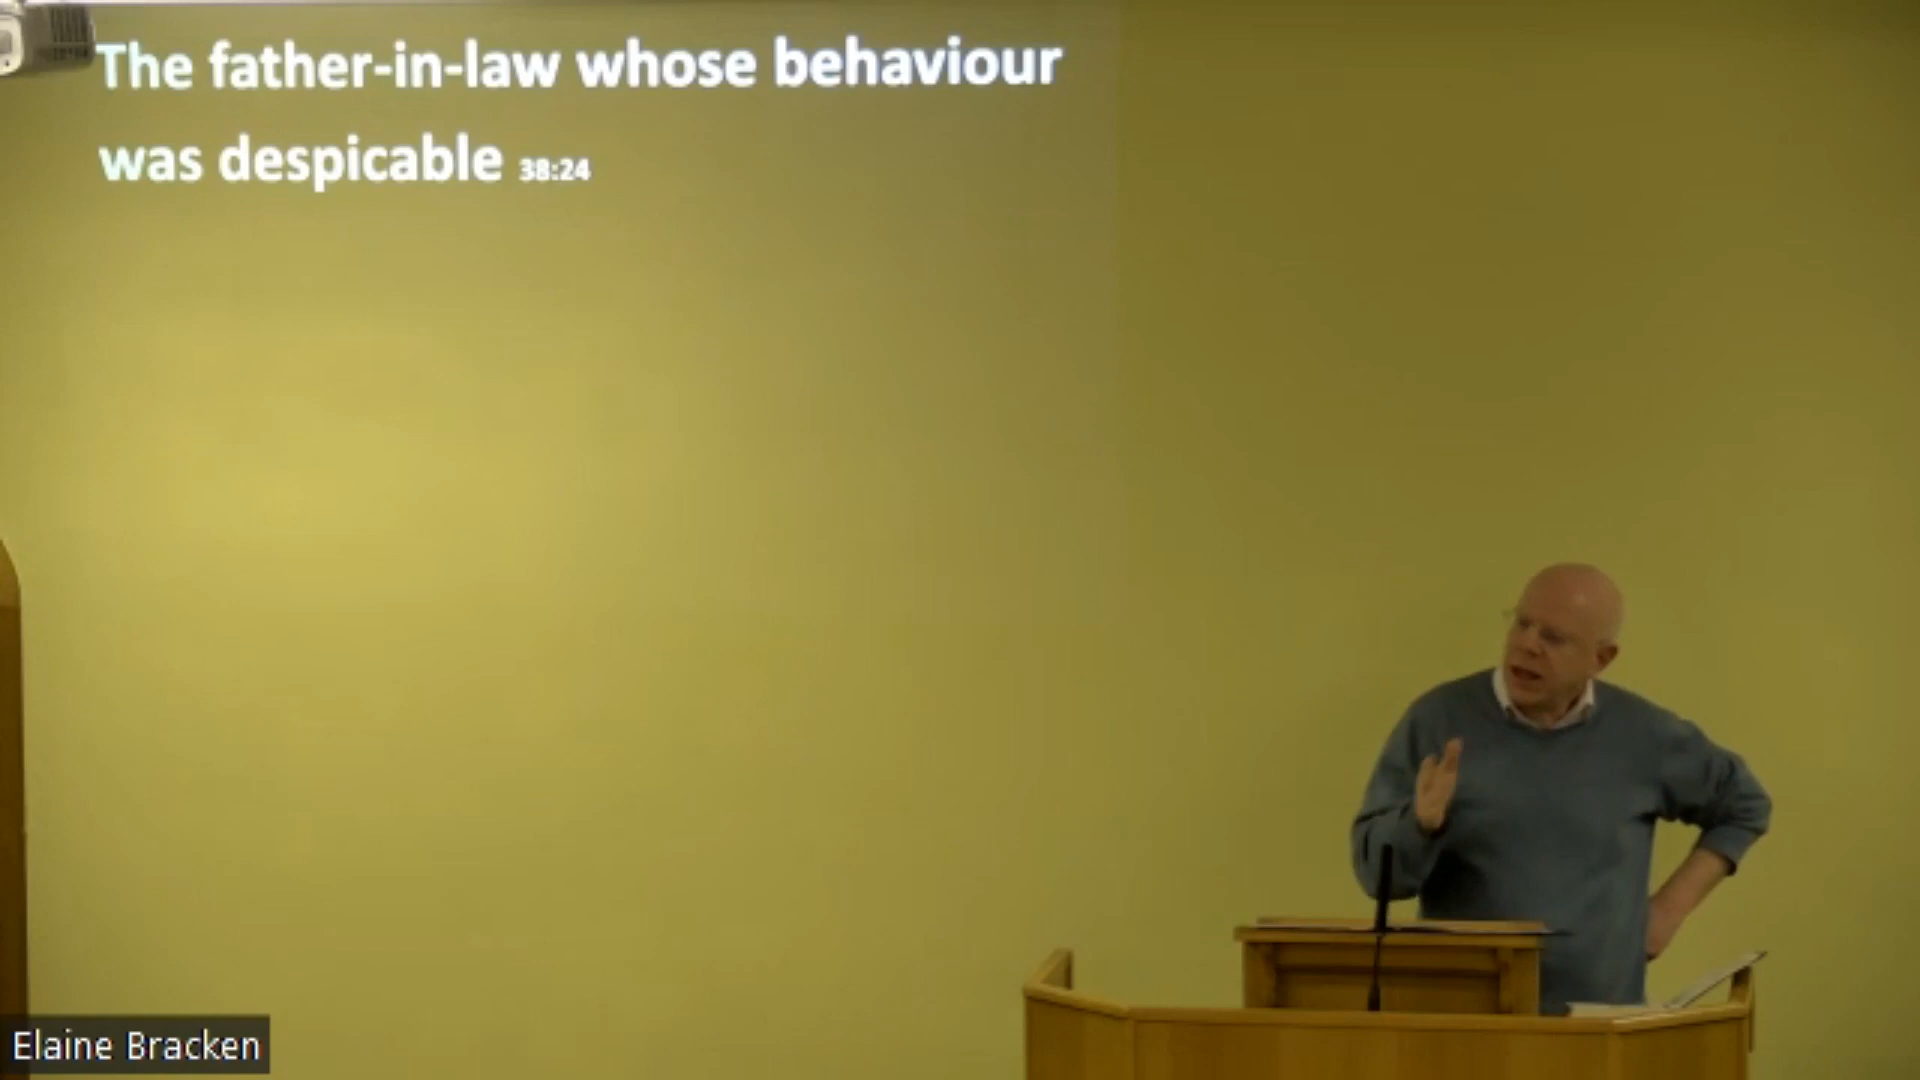 The father-in-law whose behaviour
was despicable 38:24
Elaine Bracken